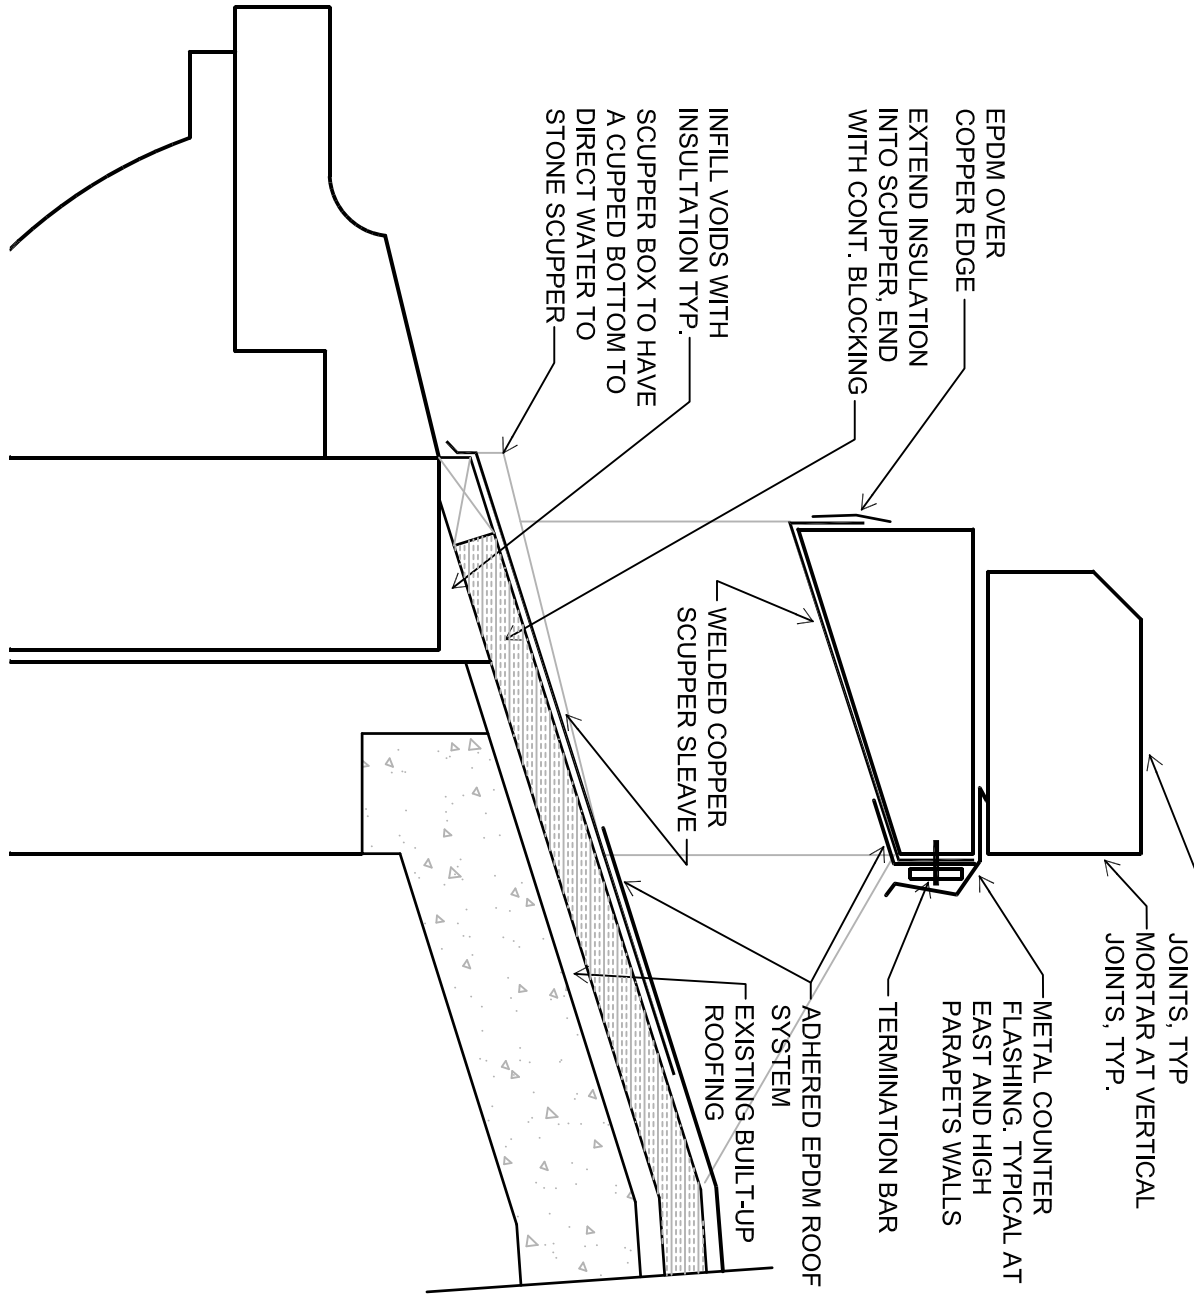 EPDM OVER
COPPER EDGE
EXTEND INSULATION
INTO SCUPPER, END
WITH CONT. BLOCKING
INFILL VOIDS WITH
INSULTATION TYP.
SCUPPER BOX TO HAVE
A CUPPED BOTTOM TO
DIRECT WATER TO
STONE SCUPPER
WELDED COPPER
SCUPPER SLEAVE
JOINTS, TYP
MORTAR AT VERTICAL
JOINTS, TYP.
METAL COUNTER
FLASHING. TYPICAL AT
EAST AND HIGH
PARAPETS WALLS
TERMINATION BAR
ADHERED EPDM ROOF
SYSTEM
EXISTING BUILT-UP
ROOFING